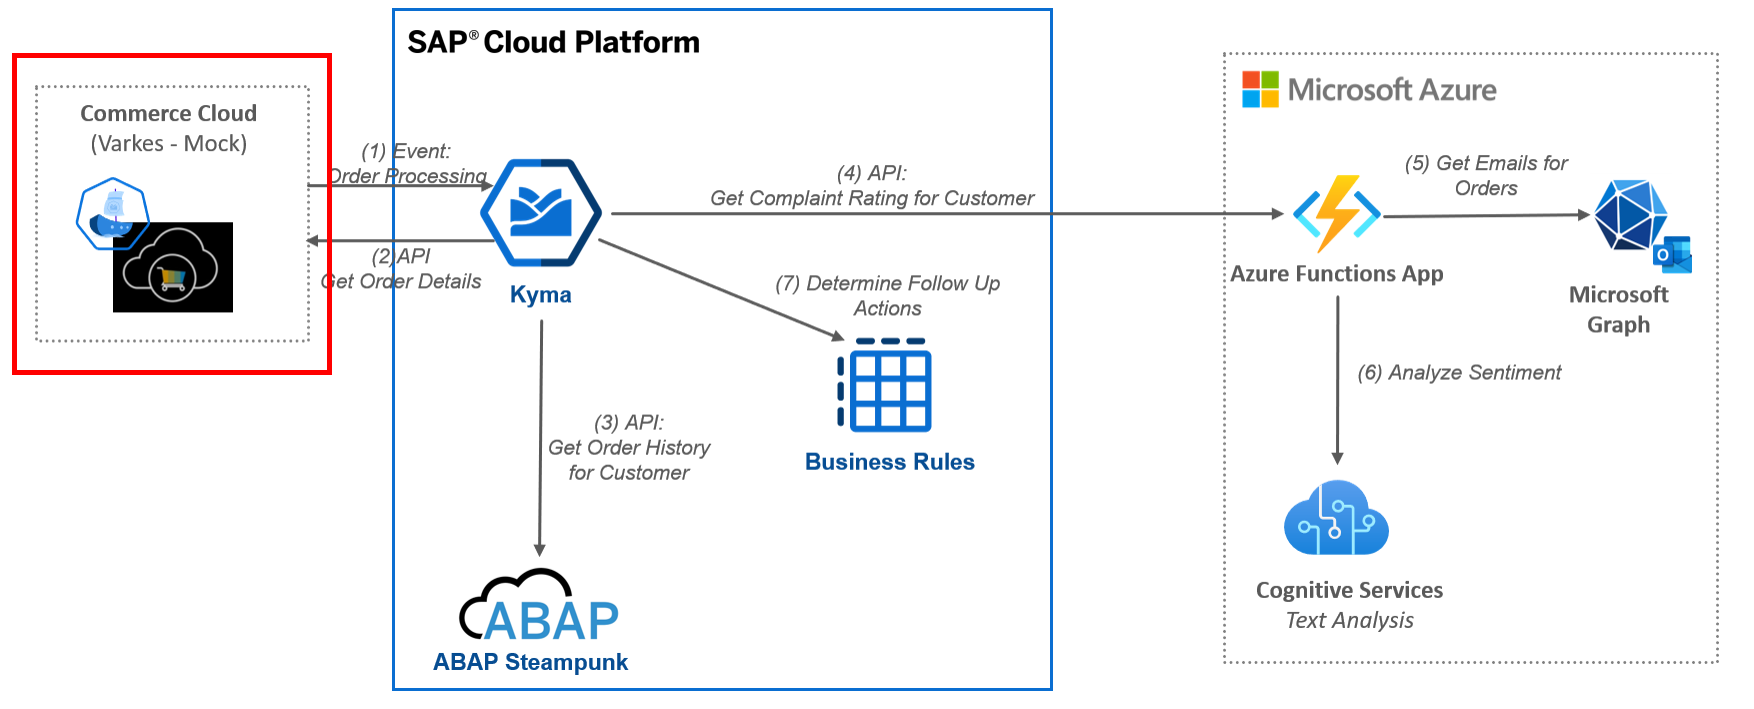 SAP® Cloud Platform
Commerce Cloud
(Varkes - Mock)
(1) Event:
Order Processing
(2) API
Get Order Details
Kyma
(3) API:
Get Order History
for Customer
ABAP
ABAP Steampunk
(4) API:
Get Complaint Rating for Customer
(7) Determine Follow Up
Actions
Business Rules
Microsoft Azure
Azure Functions App
(5) Get Emails for
Orders
O
Microsoft
Graph
(6) Analyze Sentiment
Cognitive Services
Text Analysis